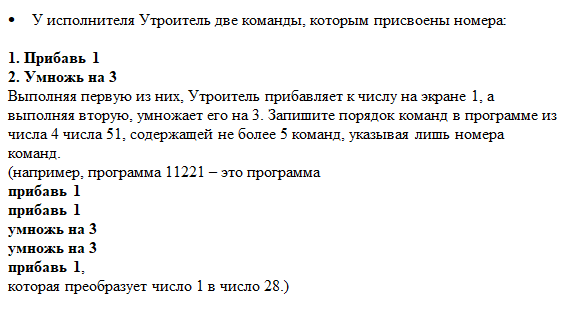 • У исполнителя Утроитель две команды, которым присвоены номера:
1. Прибавь 1
2. Умножь на 3
Выполняя первую из них, Утроитель прибавляет к числу на экране 1, а
выполняя вторую, умножает его на 3. Запишите порядок команд в программе из
числа 4 числа 51, содержащей не более 5 команд, указывая лишь номера
команд.
(например, программа 11221 – это программа
прибавь 1
прибавь 1
умножь на 3
умножь на 3
прибавь 1,
которая преобразует число 1 в число 28.)